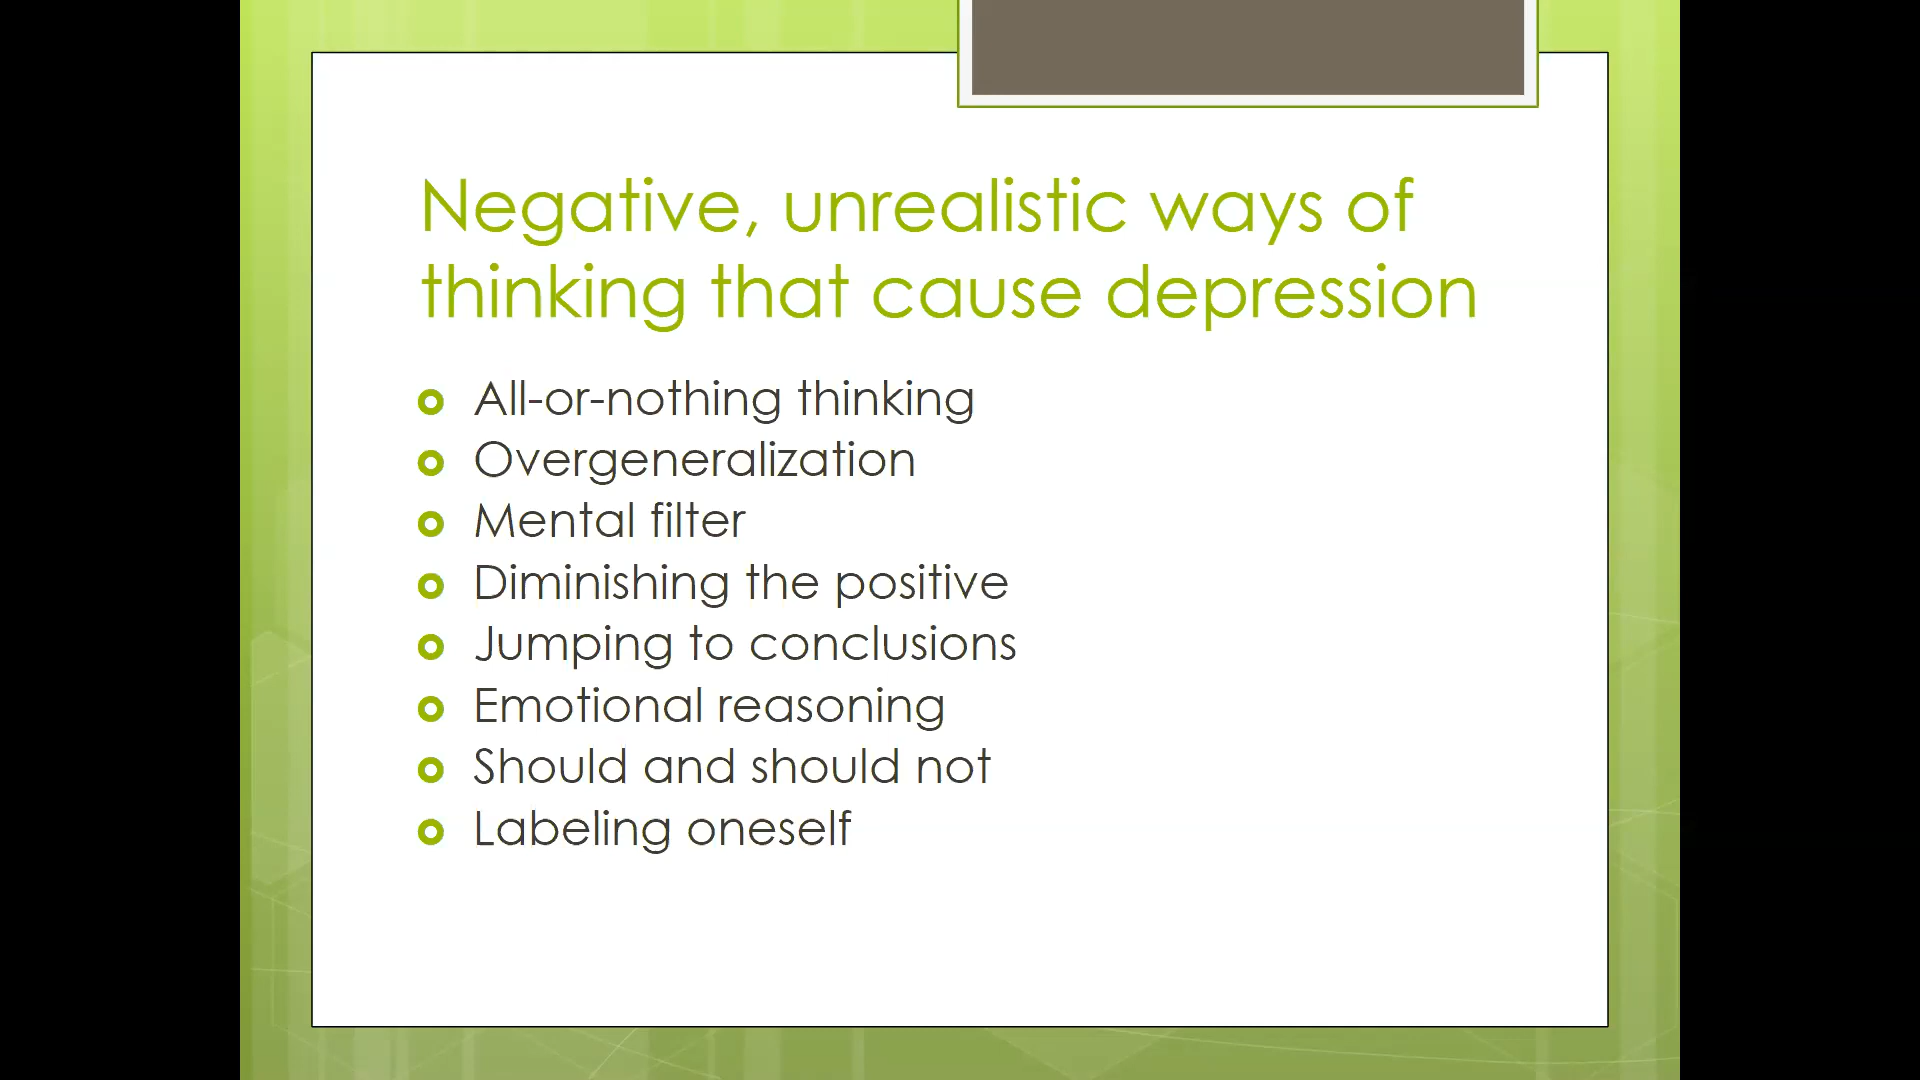 Negative, unrealistic ways of
thinking that cause depression
All-or-nothing thinking
Overgeneralization
Mental filter
Diminishing the positive
Jumping to conclusions
Emotional reasoning
Should and should not
Labeling oneself